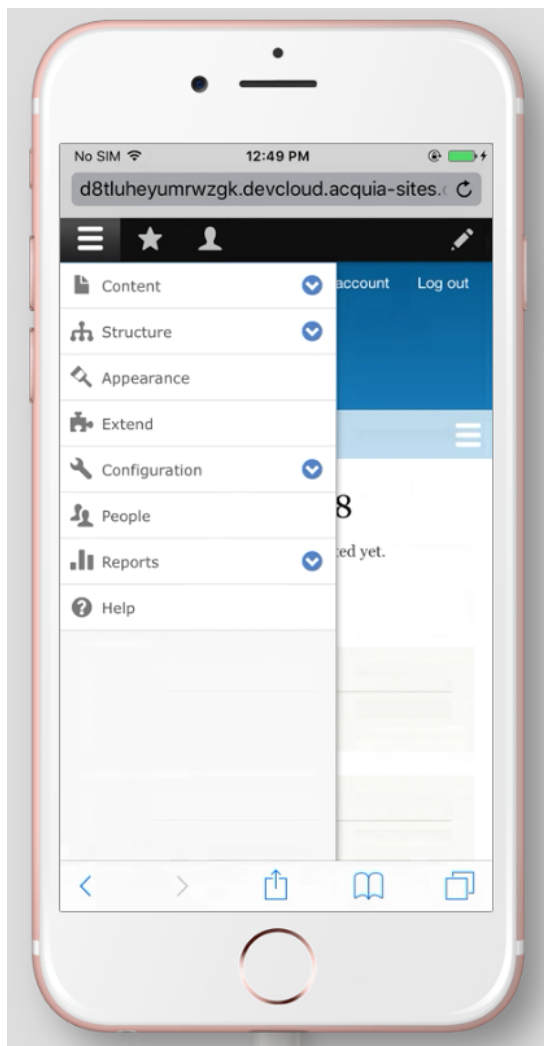 No SIM 12:49 PM
d8tluheyumrwzgk.devcloud.acquia-sites.
Content account Log out
Structure
Appearance
Extend
Configuration
People 8
Reports ted yet.
Help